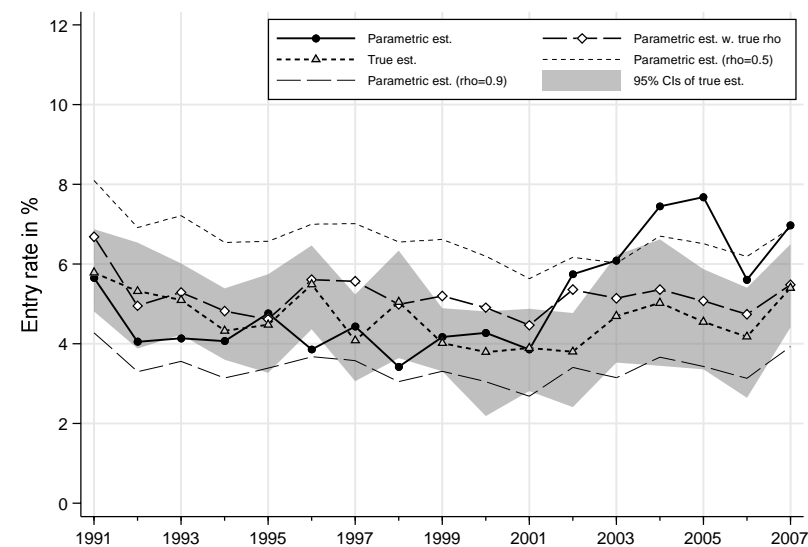 Parametric est.
Parametric est. w. true rho
True est.
Parametric est. (rho=0.5)
Parametric est. (rho=0.9)
95% CIs of true est.
Entry rate in %
12
10
8
6
4
2
0
1991 1993 1995 1997 1999 2001 2003 2005 2007